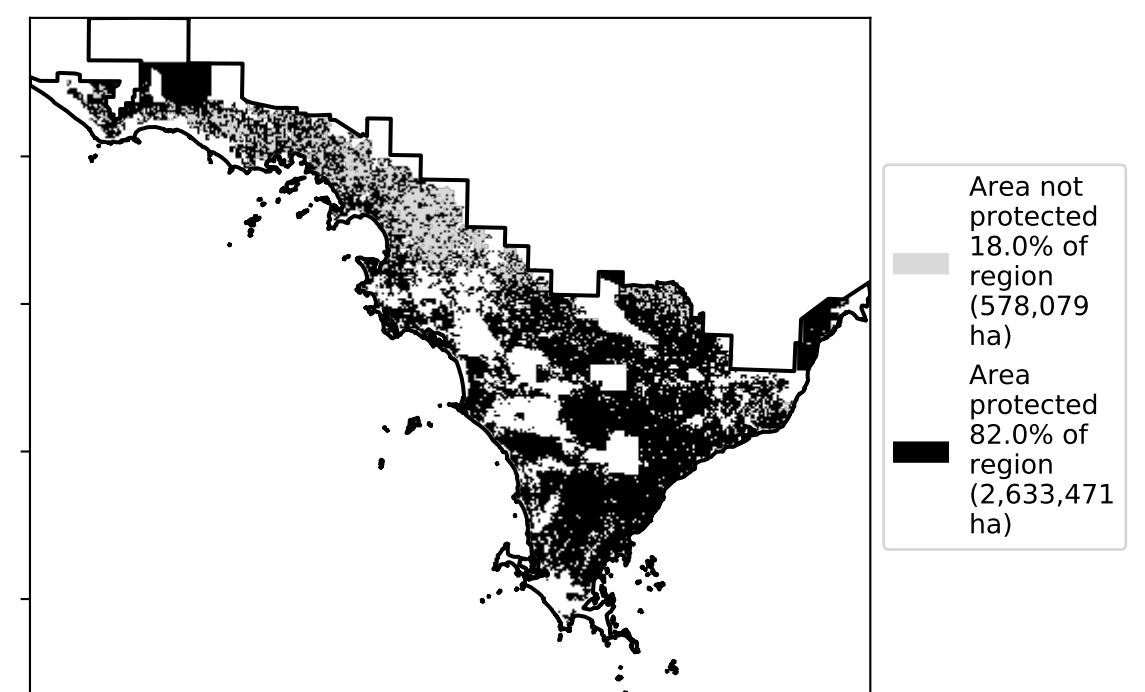 Area not
protected
18.0% of
region
(578,079
ha)
Area
protected
82.0% of
region
(2,633,471
ha)